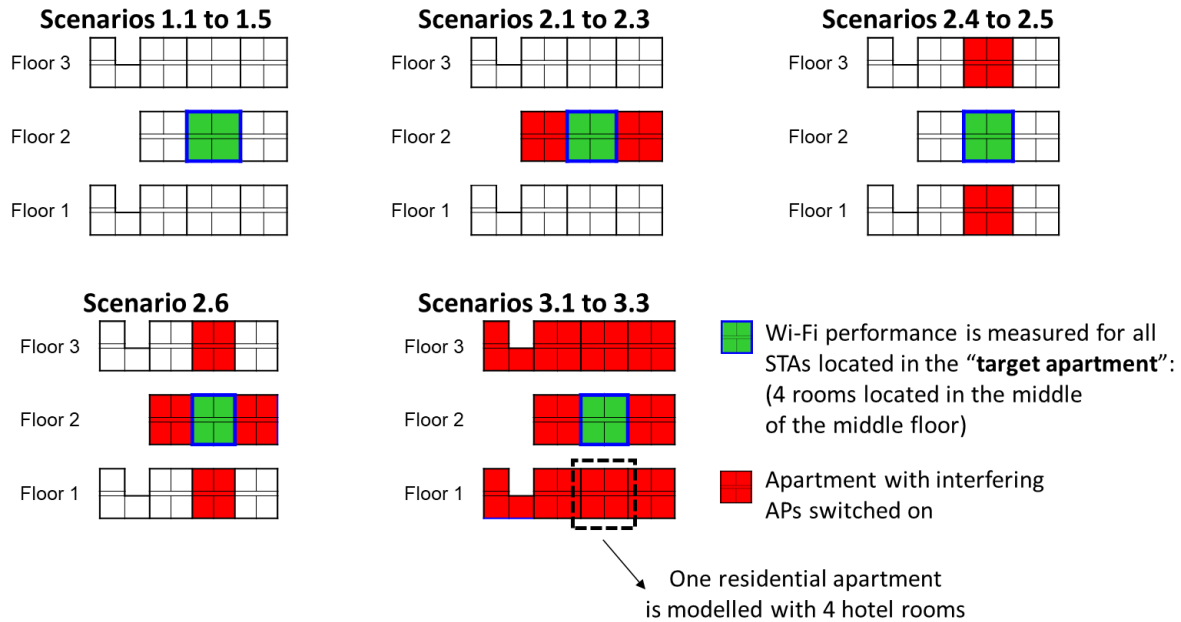 Scenarios 1.1 to 1.5
Floor 3
Floor 2
Floor 1
Scenarios 2.1 to 2.3
Floor 3
Floor 2
Floor 1
Scenarios 2.4 to 2.5
Floor 3
Floor 2
Floor 1
Scenario 2.6
Floor 3
Floor 2
Floor 1
Scenarios 3.1 to 3.3
Floor 3
Floor 2
Floor 1
Wi-Fi performance is measured for all
STAs located in the “target apartment”:
(4 rooms located in the middle
of the middle floor)
Apartment with interfering
APs switched on
One residential apartment
is modelled with 4 hotel rooms